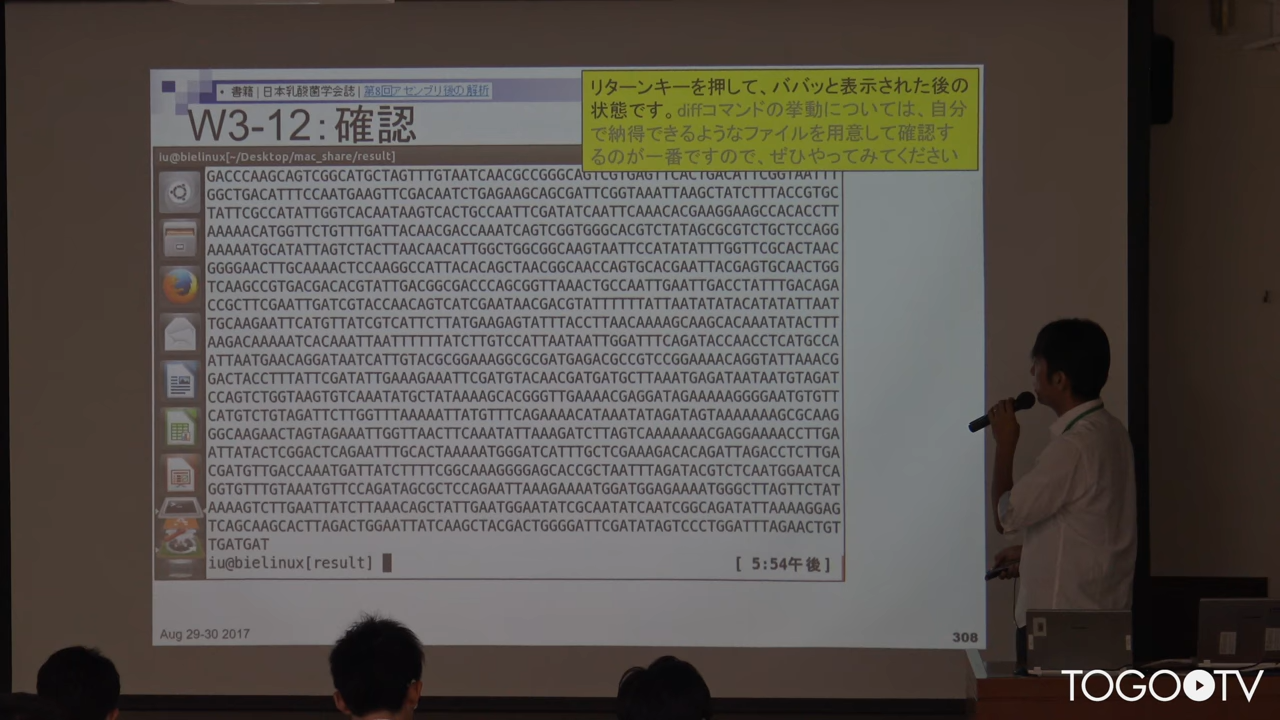 • 書籍 | 日本乳酸菌学会誌 | 第8回アセンブリ後の解析
W3-12：確認
リターンキーを押して、ババッと表示された後の
状態です。diffコマンドの挙動については、自分
で納得できるようなファイルを用意して確認す
るのが一番ですので、ぜひやってみてください
iu@bielinux[~/Desktop/mac_share/result]
GACCCAAGCAGTCGGCATGCTAGTTTGTAATCAACGCCGGGCAGTCGTGAGTTCACTGACATTCGGTAATTT
GGCTGACATTTCCAATGAAGTTCGACAATCTGAGAAGCAGCGATTCGGTAAATTAAGCTATCTTTACCGTGC
TATTCGCCATATTGGTCACAATAAGTCACTGCCAATTCGATATCAATTCAAACACGAAGGAAGCCACACCTT
AAAAACATGGTTCTGTTTGATTACAACGACCAAATCAGTCGGTGGGCACGTCTATAGCGCGTCTGCTCCAGG
AAAAATGCATATTAGTCTACTTAACAACATTGGCTGGCGGCAAGTAATTCCATATATTTGGTTCGCACTAAC
GGGGAACTTGCAAAACTCCAAGGCCATTACACAGCTAACGGCAACCAGTGCACGAATTACGAGTGCAACTGG
TCAAGCCGTGACGACACGTATTGACGGCGACCCAGCGGTTAAACTGCCAATTGAATTGACCTATTTGACAGA
CCGCTTCGAATTGATCGTACCAACAGTCATCGAATAACGACGTATTTTTTATTAATATATACATATATTAAT
TGCAAGAATTCATGTTATCGTCATTCTTATGAAGAGTATTTACCTTAACAAAAGCAAGCACAAATATACTTT
AAGACAAAAATCACAAATTAATTTTTTATCTTGTCCATTAATAATTGGATTTCAGATACCAACCTCATGCCA
ATTAATGAACAGGATAATCATTGTACGCGGAAAGGCGCGATGAGACGCCGTCCGGAAAACAGGTATTAAACG
GACTACCTTTATTCGATATTGAAAGAAATTCGATGTACAACGATGATGCTTAAATGAGATAATAATGTAGAT
CCAGTCTGGTAAGTGTCAAATATGCTATAAAAGCACGGGTTGAAAACGAGGATAGAAAAAGGGGAATGTGTT
CATGTCTGTAGATTCTTGGTTTAAAAATTATGTTTCAGAAAACATAAATATAGATAGTAAAAAAAGCGCAAG
GGCAAGAACTAGTAGAAATTGGTTAACTTCAAATATTAAAGATCTTAGTCAAAAAAACGAGGAAAACCTTGA
ATTATACTCGGACTCAGAATTTGCACTAAAAATGGGATCATTTGCTCGAAAGACACAGATTAGACCTCTTGA
CGATGTTGACCAAATGATTATCTTTTCGGCAAAGGGGAGCACCGCTAATTTAGATACGTCTCAATGGAATCA
GGTGTTTGTAAATGTTCCAGATAGCGCTCCAGAATTAAAGAAAATGGATGGAGAAAATGGGCTTAGTTCTAT
AAAAGTCTTGAATTATCTTAAACAGCTATTGAATGGAATATCGCAATATCAATCGGCAGATATTAAAAGGAG
TCAGCAAGCACTTAGACTGGAATTATCAAGCTACGACTGGGGATTCGATATAGTCCCTGGATTTAGAACTGT
TGATGAT
iu@bielinux[result] [ 5:54午後]
Aug 29-30 2017
308
TOGOTV